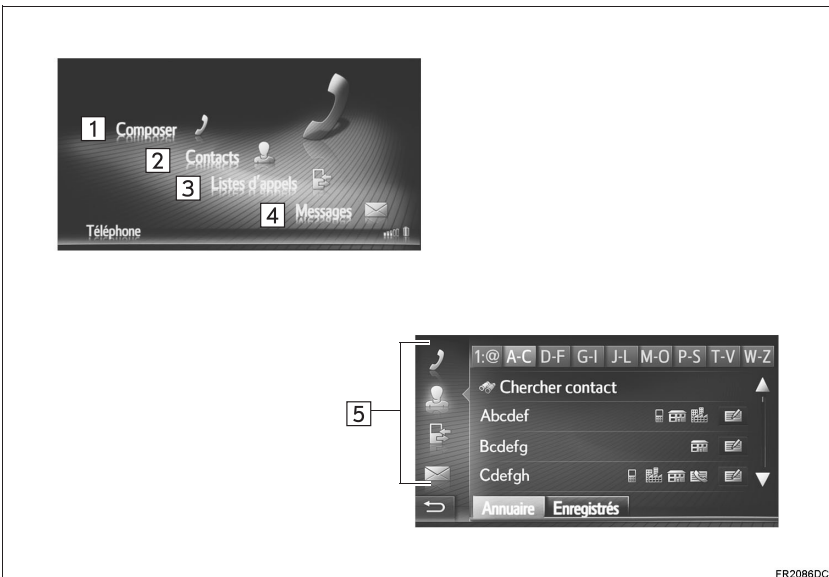 1 Composer
2 Contacts
3 Listes d'appels
4 Messages
Téléphone
5
1:@ A-C D-F G-I J-L M-O P-S T-V W-Z
Chercher contact
Abcdef
Bcdefg
Cdefgh
Annuaire Enregistrés
FR2086DC